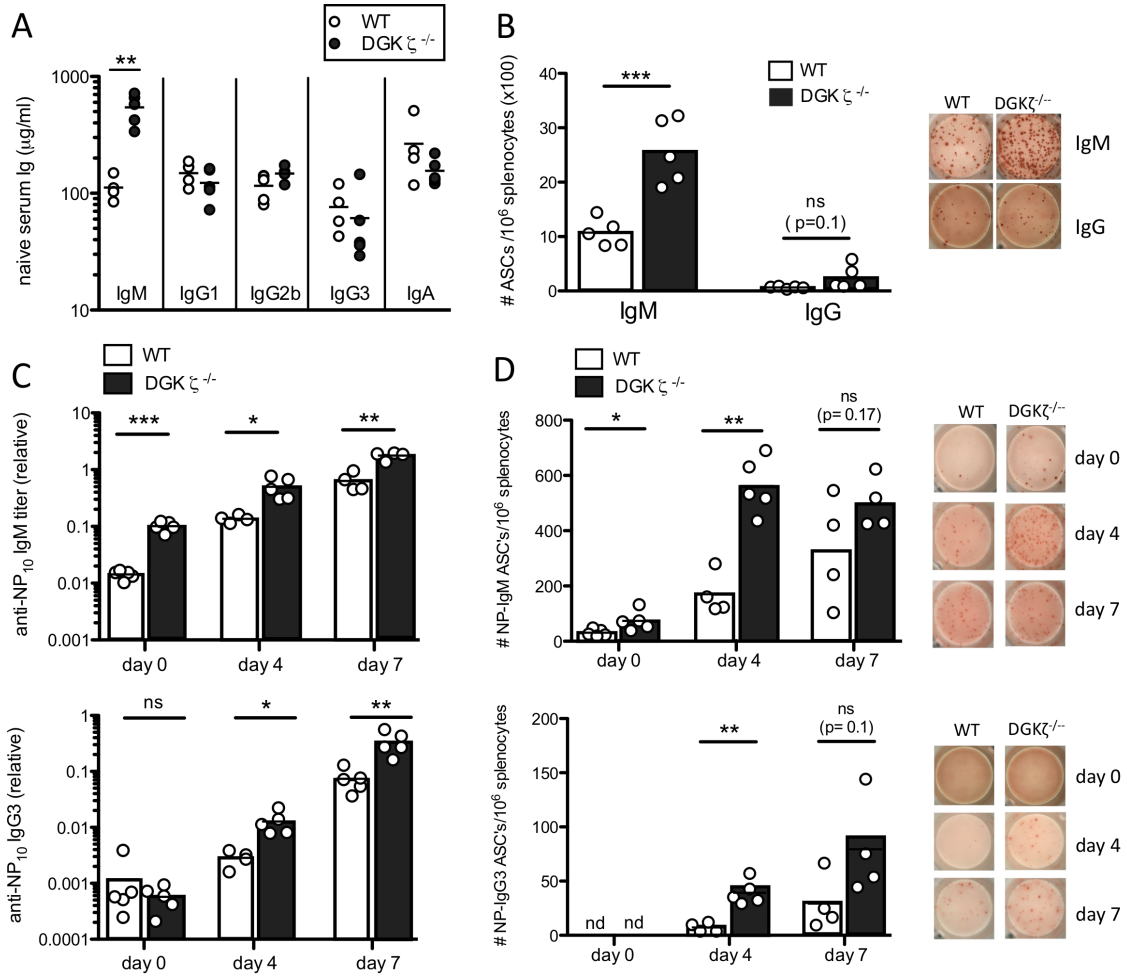 A
WT
DGK ζ -/-
**
naive serum Ig (μg/ml)
1000
100
10
IgM
IgG1
IgG2b
IgG3
IgA
B
WT
DGK ζ -/-
# ASCs /10⁶ splenocytes (x100)
40
30
20
10
0
***
ns
( p=0.1)
IgM
IgG
WT
DGKζ-/--
IgM
IgG
C
WT
DGK ζ -/-
anti-NP₁₀ IgM titer (relative)
10
1
0.1
0.01
0.001
***
*
**
day 0
day 4
day 7
anti-NP₁₀ IgG3 (relative)
1
0.1
0.01
0.001
0.0001
ns
*
**
day 0
day 4
day 7
D
WT
DGK ζ -/-
# NP-IgM ASC's/10⁶ splenocytes
800
600
400
200
0
*
**
ns
(p= 0.17)
day 0
day 4
day 7
WT
DGKζ-/--
day 0
day 4
day 7
# NP-IgG3 ASC's/10⁶ splenocytes
200
150
100
50
0
nd
nd
**
ns
(p= 0.1)
day 0
day 4
day 7
WT
DGKζ-/--
day 0
day 4
day 7